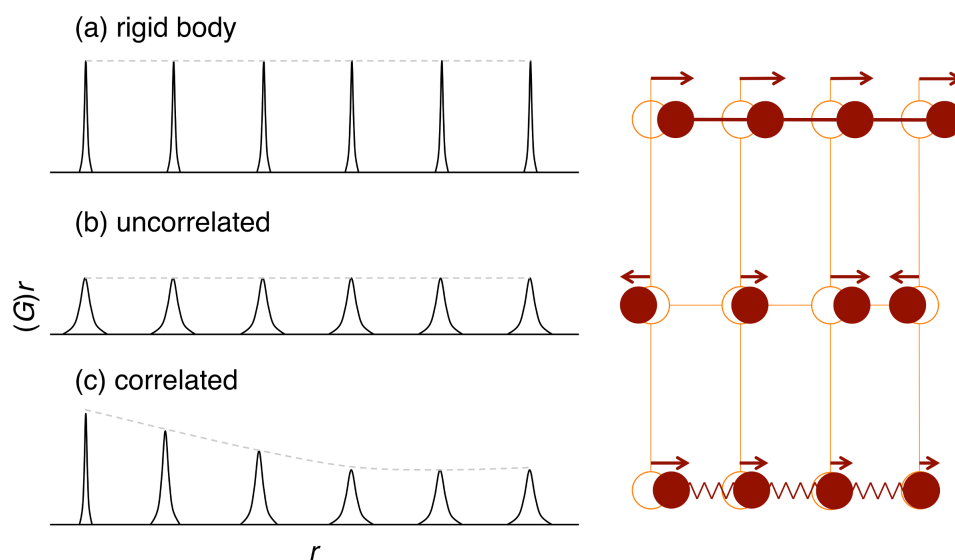 (a) rigid body
(b) uncorrelated
(G)r
(c) correlated
r